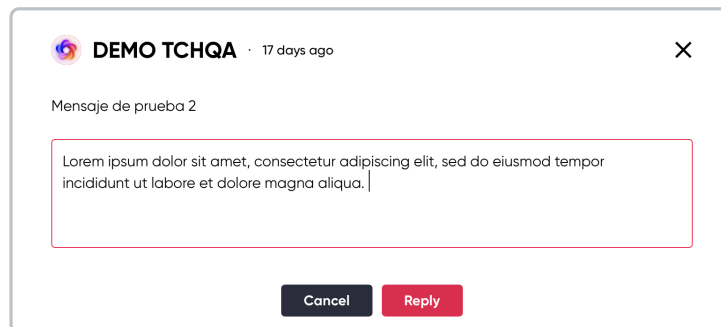 DEMO TCHQA · 17 days ago
Mensaje de prueba 2
Lorem ipsum dolor sit amet, consectetur adipiscing elit, sed do eiusmod tempor
incididunt ut labore et dolore magna aliqua.
Cancel Reply